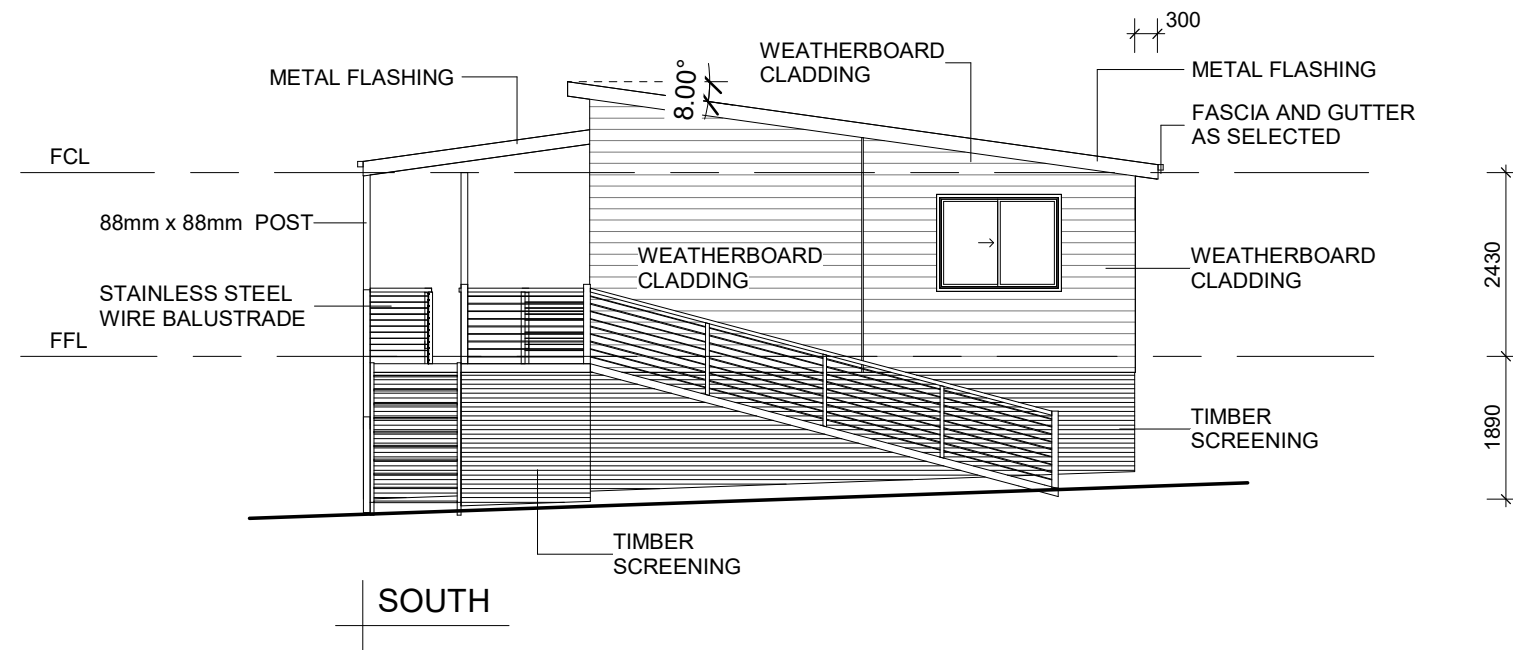 300
WEATHERBOARD
CLADDING
METAL FLASHING
METAL FLASHING
8.00°
FASCIA AND GUTTER
AS SELECTED
FCL
88mm x 88mm POST
WEATHERBOARD
CLADDING
WEATHERBOARD
CLADDING
2430
STAINLESS STEEL
WIRE BALUSTRADE
FFL
TIMBER
SCREENING
1890
TIMBER
SCREENING
SOUTH